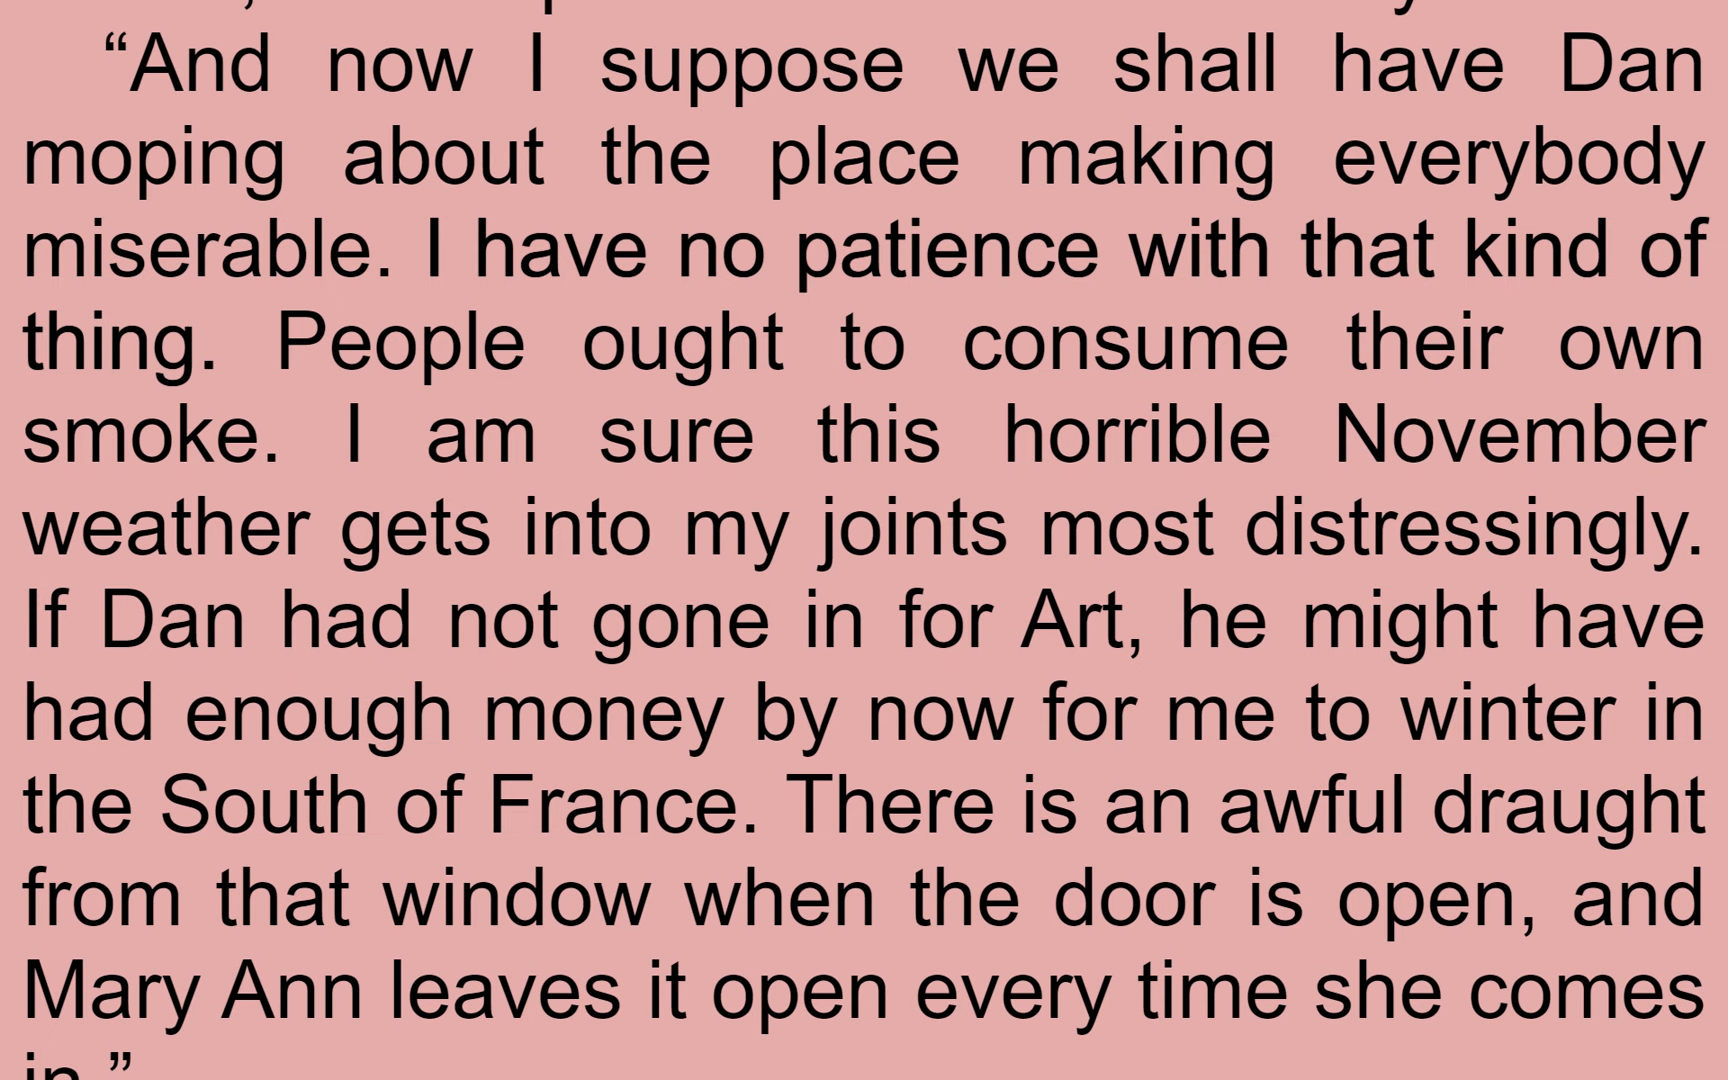 “And now I suppose we shall have Dan
moping about the place making everybody
miserable. I have no patience with that kind of
thing. People ought to consume their own
smoke. I am sure this horrible November
weather gets into my joints most distressingly.
If Dan had not gone in for Art, he might have
had enough money by now for me to winter in
the South of France. There is an awful draught
from that window when the door is open, and
Mary Ann leaves it open every time she comes
in.”